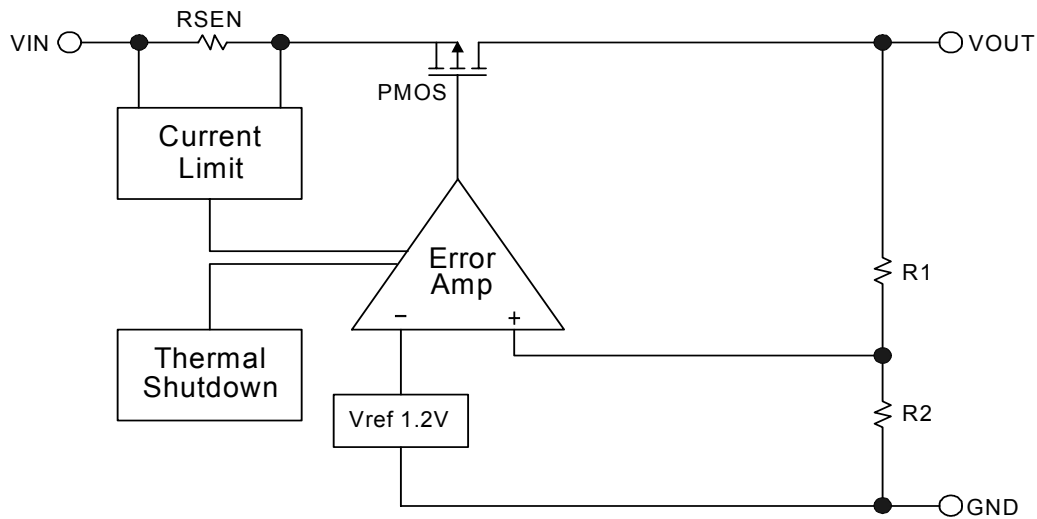 RSEN
VIN
VOUT
PMOS
Current
Limit
Error
Amp
− +
R1
Thermal
Shutdown
Vref 1.2V
R2
GND